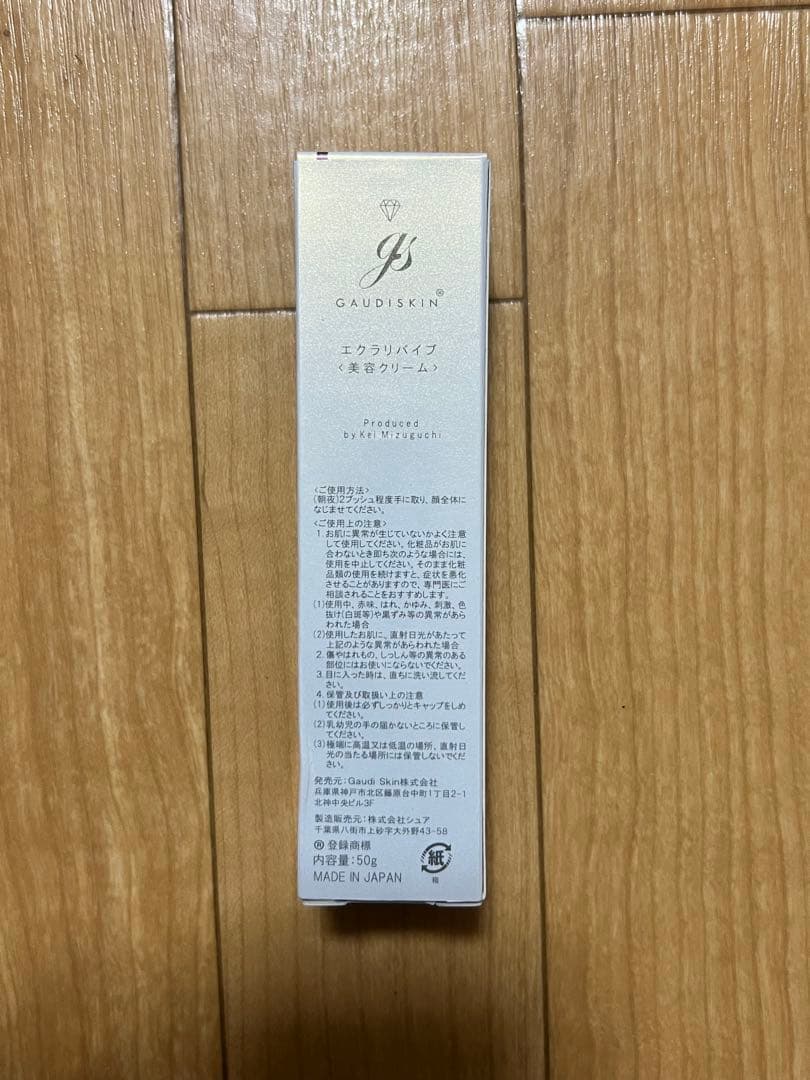 gs
GAUDISKIN®
エクラリバイブ
〈美容クリーム〉
Produced
by Kei Mizuguchi
〈ご使用方法〉
(朝夜)2プッシュ程度手に取り、顔全体に
なじませてください。
〈ご使用上の注意〉
1.お肌に異常が生じていないかよく注意
して使用してください。化粧品がお肌に
合わないとき即ち次のような場合には、
使用を中止してください。そのまま化粧
品類の使用を続けますと、症状を悪化
させることがありますので、専門医にご
相談されることをおすすめします。
(1)使用中、赤味、はれ、かゆみ、刺激、色
抜け(白斑等)や黒ずみ等の異常があら
われた場合
(2)使用したお肌に、直射日光があたって
上記のような異常があらわれた場合
2.傷やはれもの、しっしん等の異常のある
部位にはお使いにならないでください。
3.目に入った時は、直ちに洗い流してくだ
さい。
4.保管及び取扱い上の注意
(1)使用後は必ずしっかりとキャップをしめ
てください。
(2)乳幼児の手の届かないところに保管し
てください。
(3)極端に高温又は低温の場所、直射日
光の当たる場所には保管しないでくだ
さい。
発売元:Gaudi Skin株式会社
兵庫県神戸市北区藤原台中町1丁目2-1
北神中央ビル3F
製造販売元:株式会社シュア
千葉県八街市上砂字大外野43-58
®登録商標
内容量:50g
MADE IN JAPAN
紙
箱